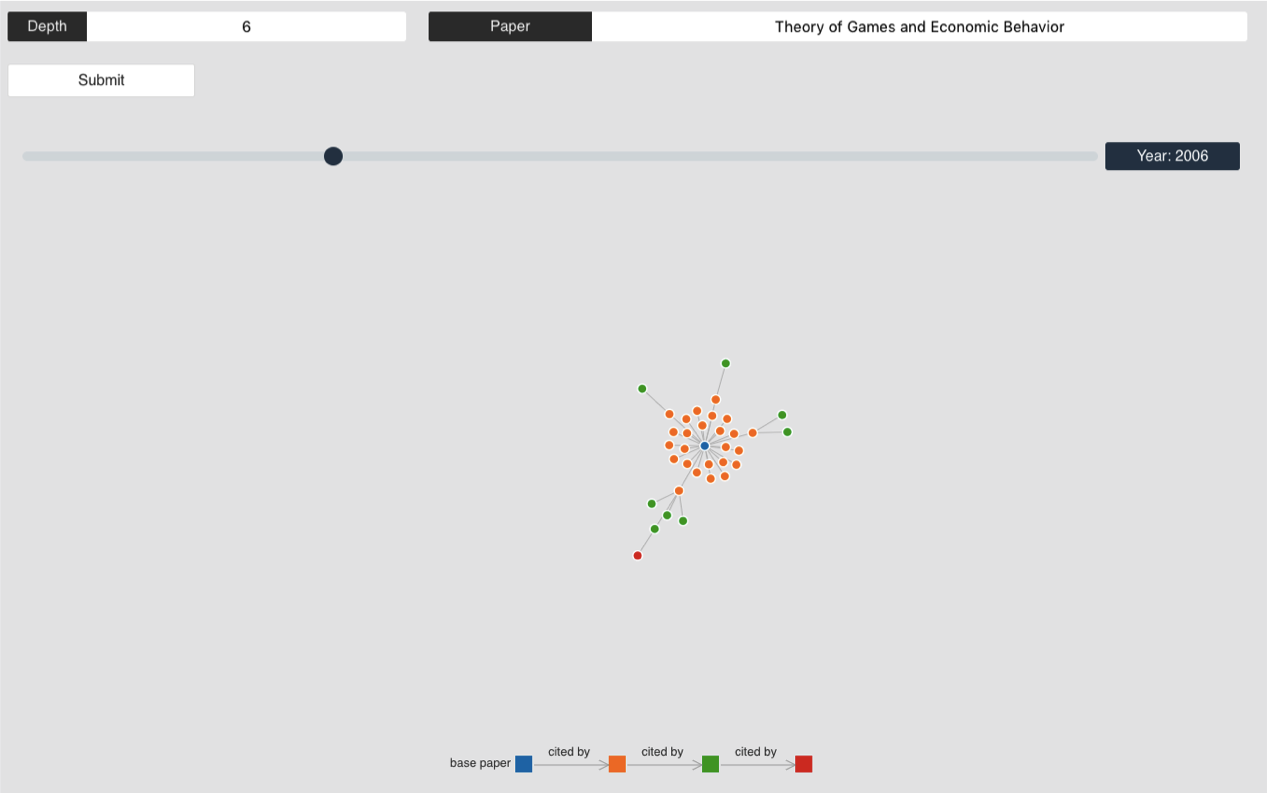 Depth
6
Paper
Theory of Games and Economic Behavior
Submit
Year: 2006
base paper
cited by
cited by
cited by